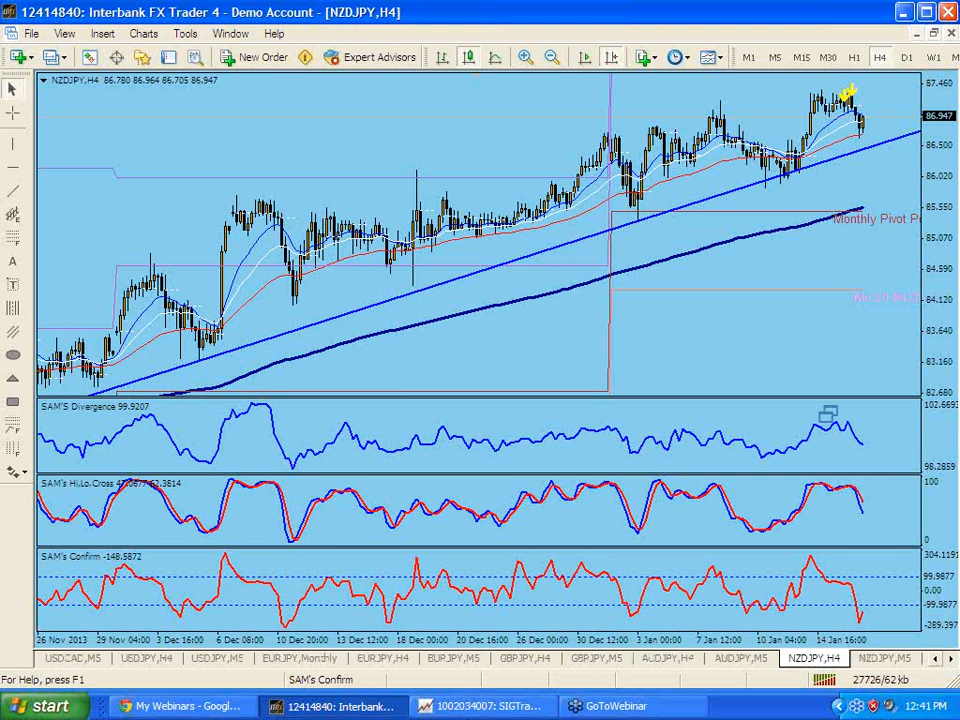 12414840: Interbank FX Trader 4 - Demo Account - [NZDJPY,H4]
File View Insert Charts Tools Window Help
New Order Expert Advisors M1 M5 M15 M30 H1 H4 D1 W1 M
NZDJPY,H4 86.780 86.964 86.705 86.947
87.460
86.947
86.500
86.020
85.550
Monthly Pivot P
85.070
84.590
84.120
83.640
83.160
82.680
SAM'S Divergence 99.9207
102.6693
98.2859
SAM's Hi,Lo,Cross
100
0
SAM's Confirm -148.5872
304.1191
99.9877
0.00
-99.9877
-289.397
26 Nov 2013 29 Nov 04:00 3 Dec 16:00 6 Dec 08:00 10 Dec 20:00 13 Dec 12:00 18 Dec 00:00 20 Dec 16:00 26 Dec 00:00 30 Dec 12:00 3 Jan 00:00 7 Jan 12:00 10 Jan 04:00 14 Jan 16:00
USDCAD,M5 USDJPY,H4 USDJPY,M5 EURJPY,Monthly EURJPY,H4 EURJPY,M5 GBPJPY,H4 GBPJPY,M5 AUDJPY,H4 AUDJPY,M5 NZDJPY,H4 NZDJPY,M5
For Help, press F1 SAM's Confirm 27726/62 kb
start My Webinars - Googl... 12414840: Interbank... 1002034007: SIGTra... GoToWebinar 12:41 PM